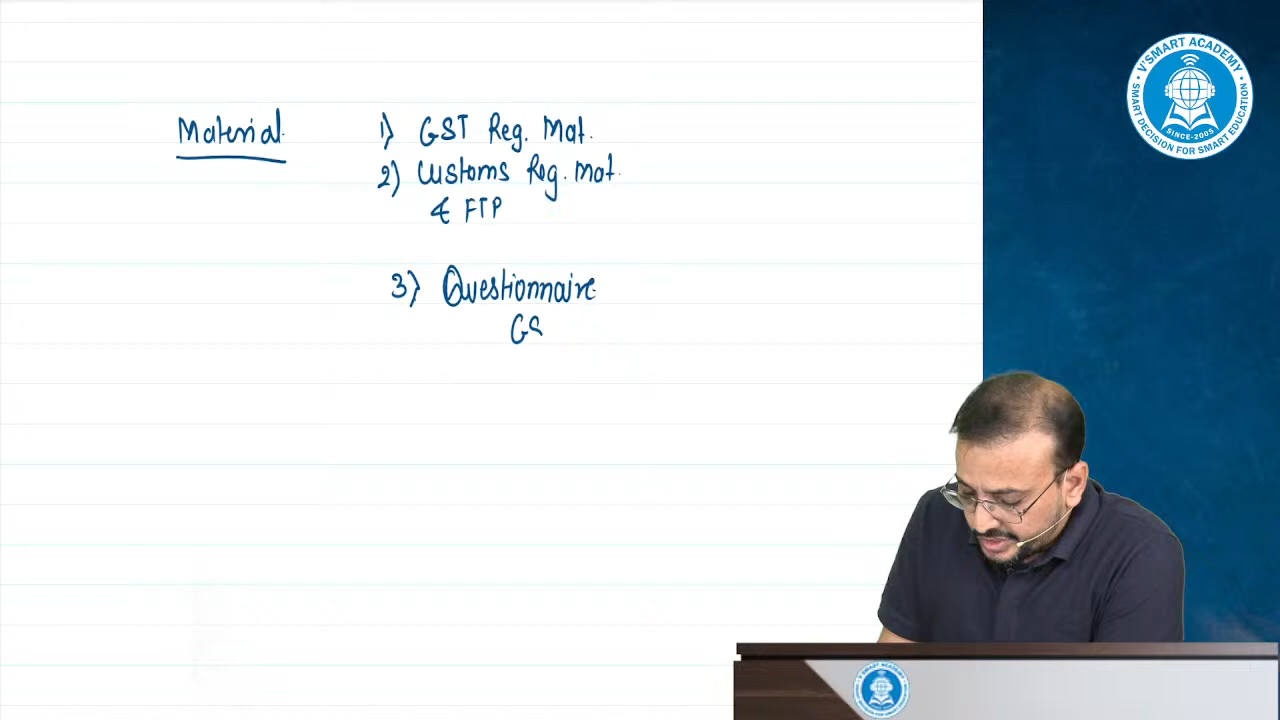 Material.
1) GST Reg. Mat.
2) Customs Reg. Mat.
& FTP
3) Questionnaire
GS
V'SMART ACADEMY
SINCE-2005
SMART DECISION FOR SMART EDUCATION